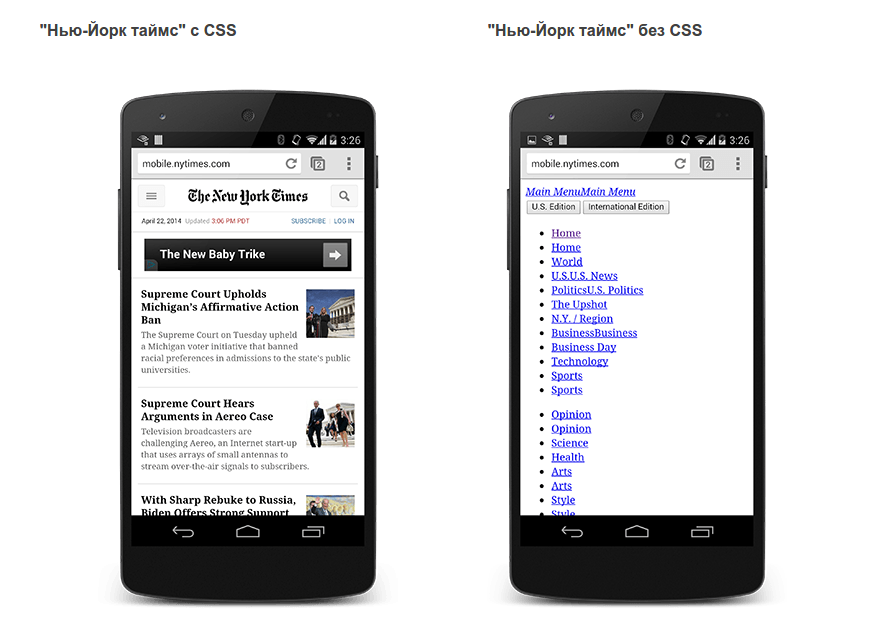 "Нью-Йорк таймс" с CSS
"Нью-Йорк таймс" без CSS
3:26
mobile.nytimes.com
2
The New York Times
April 22, 2014 Updated 3:06 PM PDT
SUBSCRIBE LOG IN
The New Baby Trike
Supreme Court Upholds
Michigan's Affirmative Action
Ban
The Supreme Court on Tuesday upheld
a Michigan voter initiative that banned
racial preferences in admissions to the state's public
universities.
Supreme Court Hears
Arguments in Aereo Case
Television broadcasters are
challenging Aereo, an Internet start-up
that uses arrays of small antennas to
stream over-the-air signals to subscribers.
With Sharp Rebuke to Russia,
Biden Offers Strong Support
3:26
mobile.nytimes.com
2
Main MenuMain Menu
U.S. Edition International Edition
Home
Home
World
U.S.U.S. News
PoliticsU.S. Politics
The Upshot
N.Y. / Region
BusinessBusiness
Business Day
Technology
Sports
Sports
Opinion
Opinion
Science
Health
Arts
Arts
Style
Style